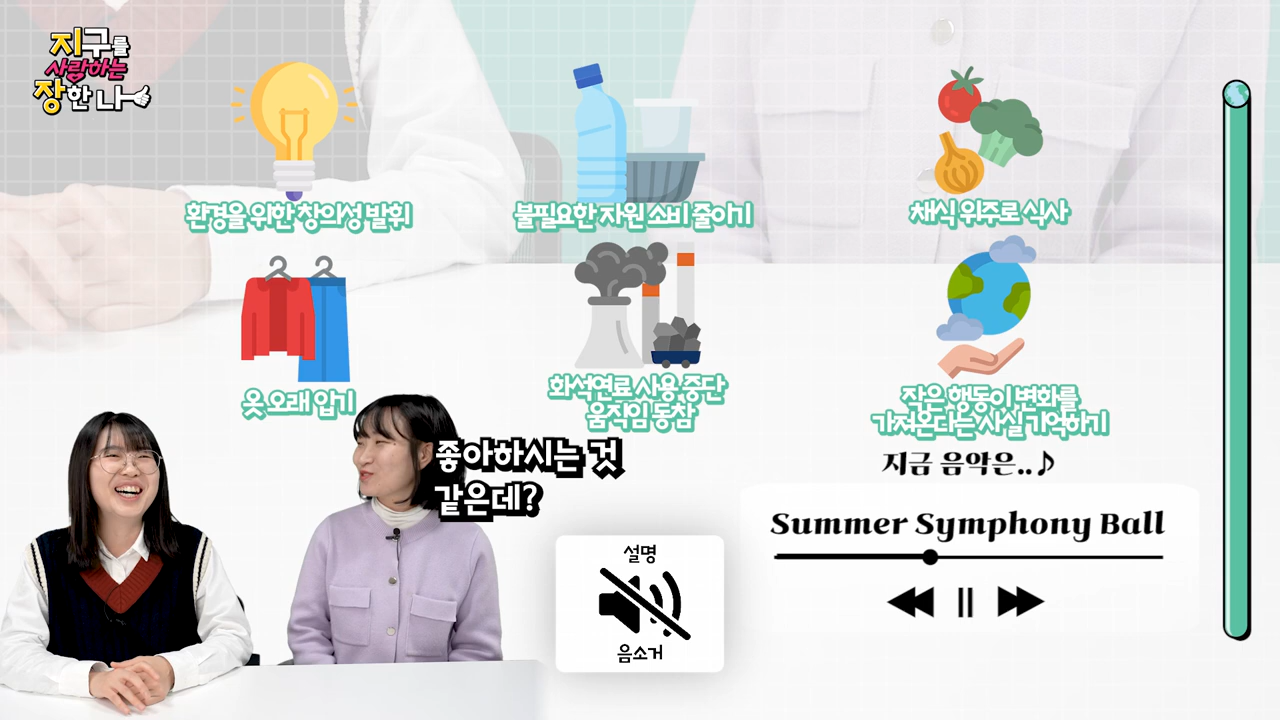 지구를
사랑하는
장한 나
환경을 위한 창의성 발휘
불필요한 자원 소비 줄이기
채식 위주로 식사
옷 오래 입기
화석연료 사용 중단
움직임 동참
작은 행동이 변화를
가져온다는 사실 기억하기
좋아하시는 것
같은데?
지금 음악은..♪
Summer Symphony Ball
설명
음소거